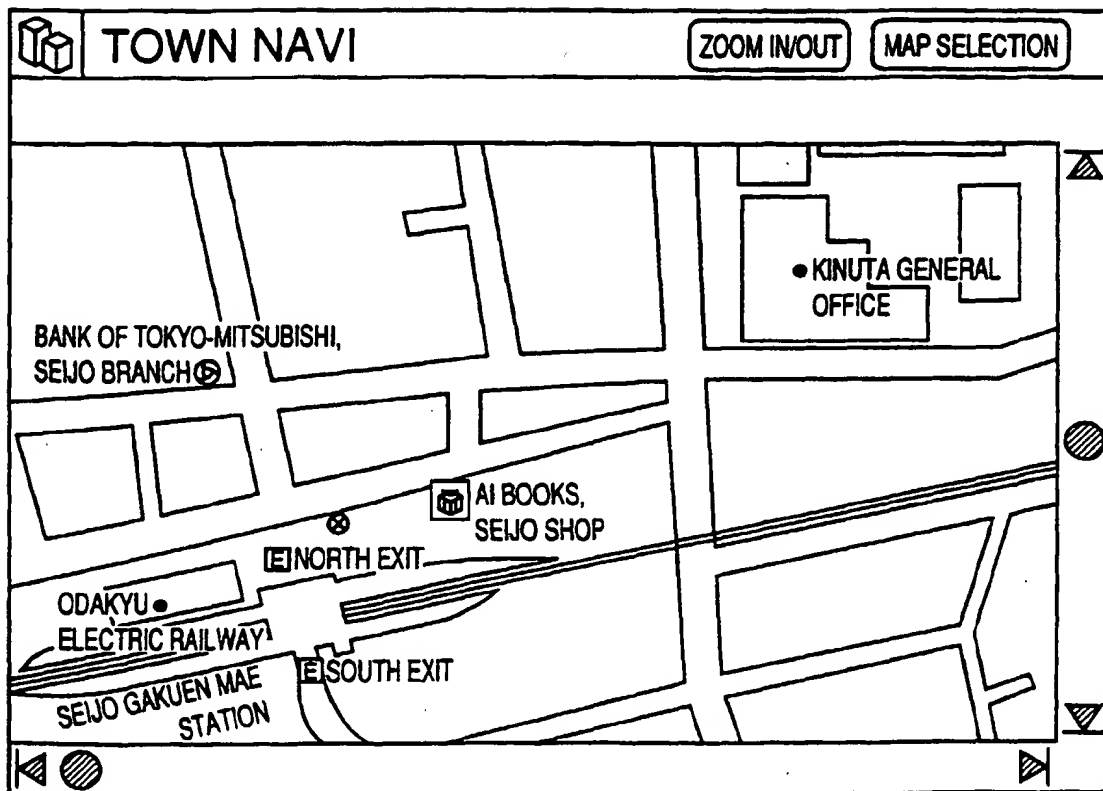 TOWN NAVI
ZOOM IN/OUT
MAP SELECTION
KINUTA GENERAL
OFFICE
BANK OF TOKYO-MITSUBISHI,
SEIJO BRANCH
AI BOOKS,
SEIJO SHOP
E NORTH EXIT
ODAKYU
ELECTRIC RAILWAY
E SOUTH EXIT
SEIJO GAKUEN MAE
STATION